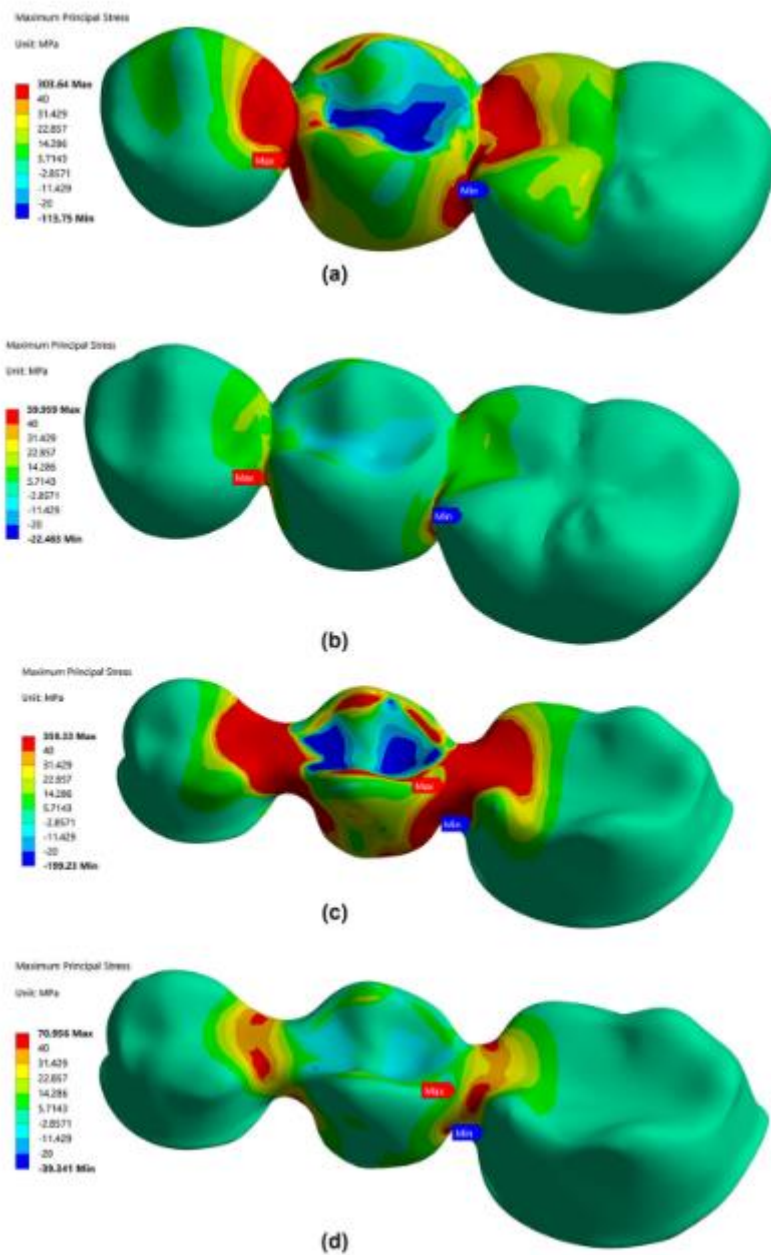 Maximum Principal Stress
Unit: MPa
303.64 Max
40
31.429
22.857
14.286
5.7143
-2.8571
-11.429
-20
-113.75 Min
Max
Min
(a)
Maximum Principal Stress
Unit: MPa
59.959 Max
40
31.429
22.857
14.286
5.7143
-2.8571
-11.429
-20
-22.463 Min
Max
Min
(b)
Maximum Principal Stress
Unit: MPa
40
31.429
22.857
14.286
5.7143
-2.8571
-11.429
-20
-199.23 Min
Max
Min
(c)
Maximum Principal Stress
Unit: MPa
70.956 Max
40
31.429
22.857
14.286
5.7143
-2.8571
-11.429
-20
-39.341 Min
Max
Min
(d)